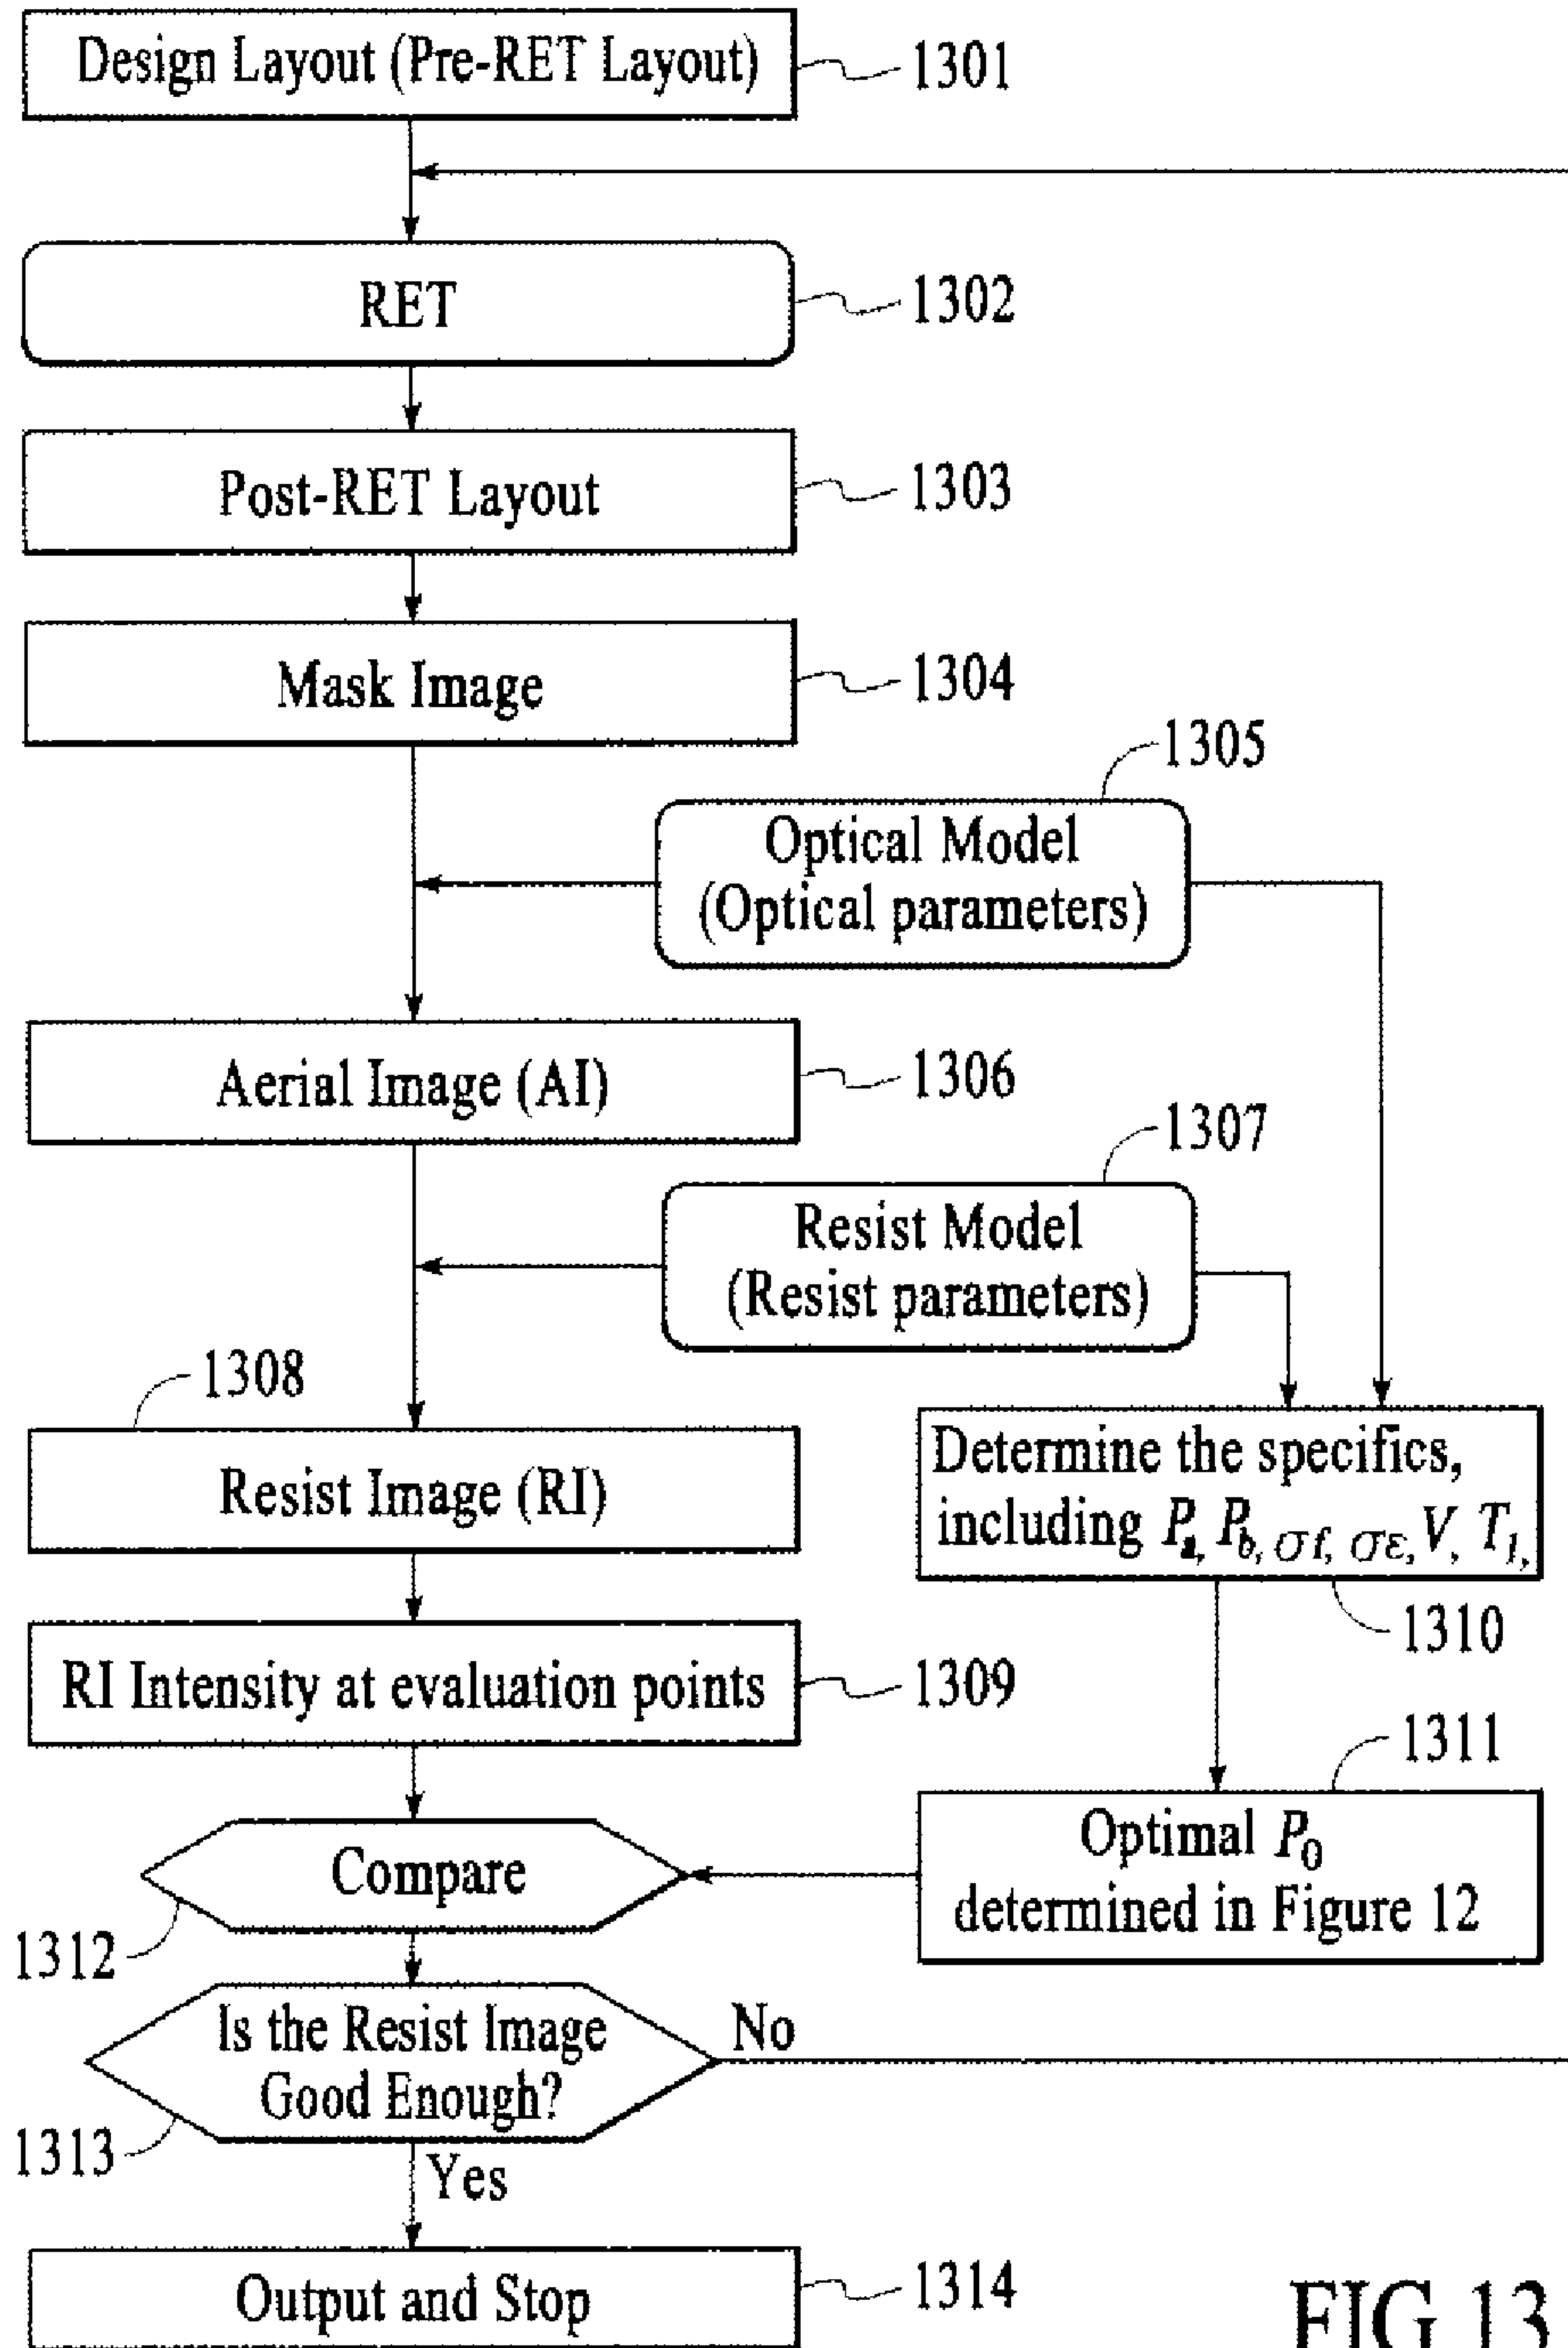 Design Layout (Pre-RET Layout)
1301
RET
1302
Post-RET Layout
1303
Mask Image
1304
1305
Optical Model
(Optical parameters)
Aerial Image (AI)
1306
1307
Resist Model
(Resist parameters)
1308
Resist Image (RI)
Determine the specifics,
including Pa, Pb, σf, σε, V, T1,
1310
RI Intensity at evaluation points
1309
1311
Optimal P0
determined in Figure 12
Compare
1312
Is the Resist Image
Good Enough?
No
1313
Yes
Output and Stop
1314
FIG 13